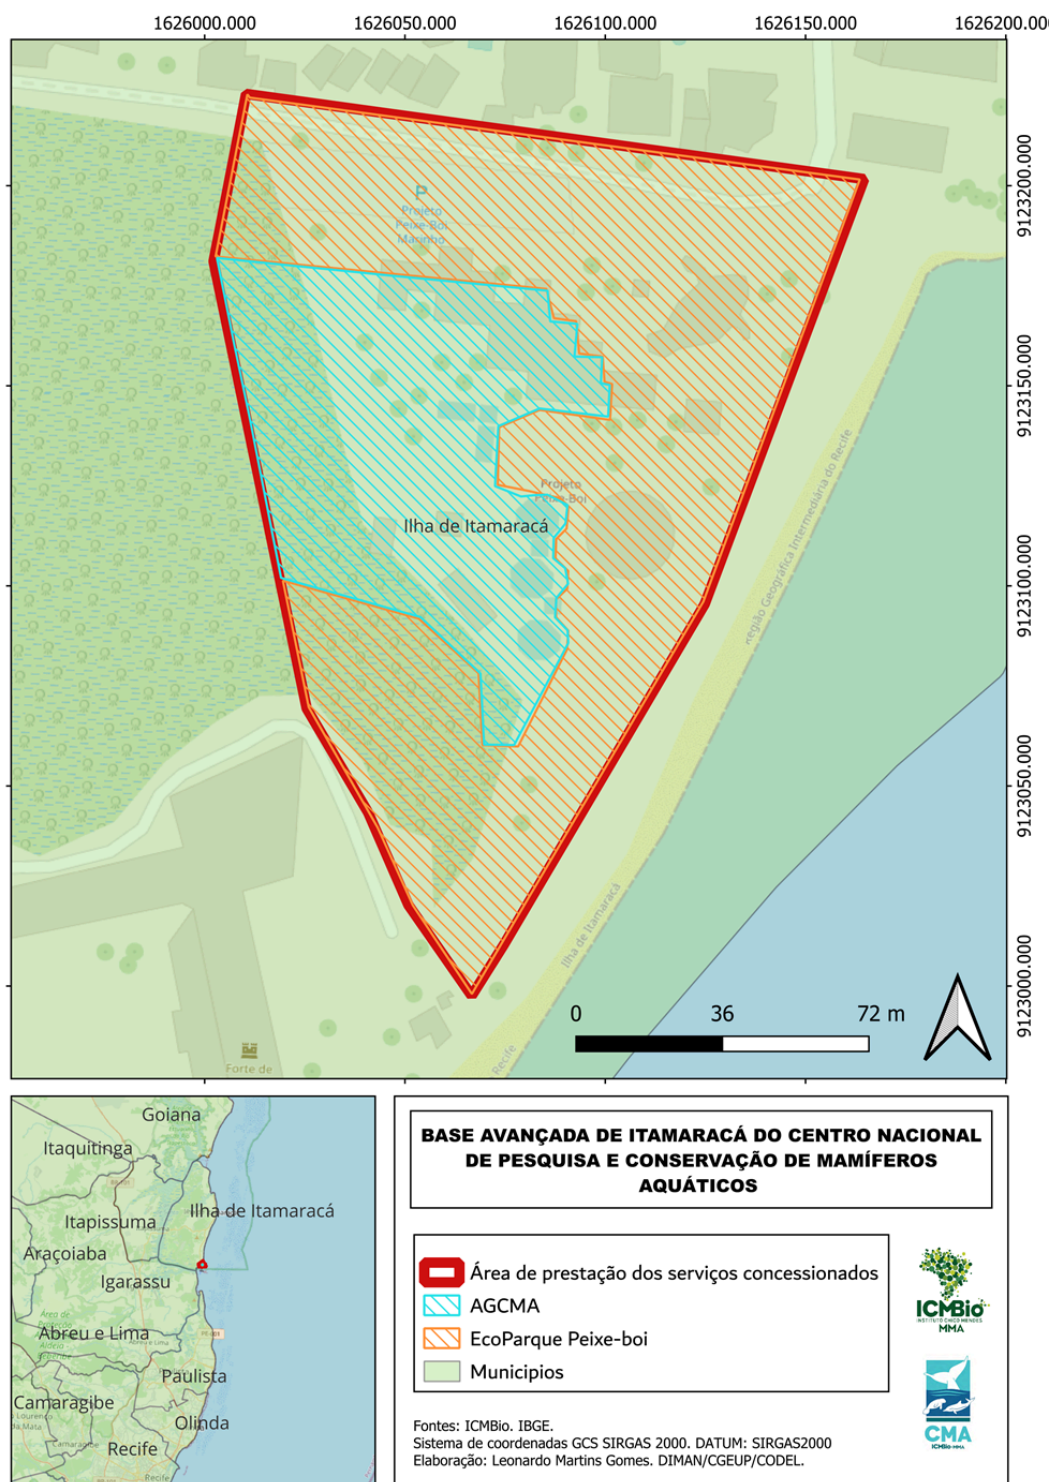 1626000.000
1626050.000
1626100.000
1626150.000
1626200.00
9123200.000
9123150.000
9123100.000
9123050.000
9123000.000
P
Projeto
Peixe-Boi
Marinho
Projeto
Peixe-Boi
Ilha de Itamaracá
Região Geográfica Intermediária do Recife
Ilha de Itamaracá
Recife
Forte de
0 36 72 m
Goiana
Itaquitinga
Itapissuma
Ilha de Itamaracá
Araçoiaba
Igarassu
Abreu e Lima
Paulista
Camaragibe
Olinda
Camaragibe
Recife
Recife
BASE AVANÇADA DE ITAMARACÁ DO CENTRO NACIONAL
DE PESQUISA E CONSERVAÇÃO DE MAMÍFEROS
AQUÁTICOS
Área de prestação dos serviços concessionados
AGCMA
EcoParque Peixe-boi
Municipios
ICMBio
INSTITUTO CHICO MENDES
MMA
CMA
ICMBio-MMA
Fontes: ICMBio. IBGE.
Sistema de coordenadas GCS SIRGAS 2000. DATUM: SIRGAS2000
Elaboração: Leonardo Martins Gomes. DIMAN/CGEUP/CODEL.